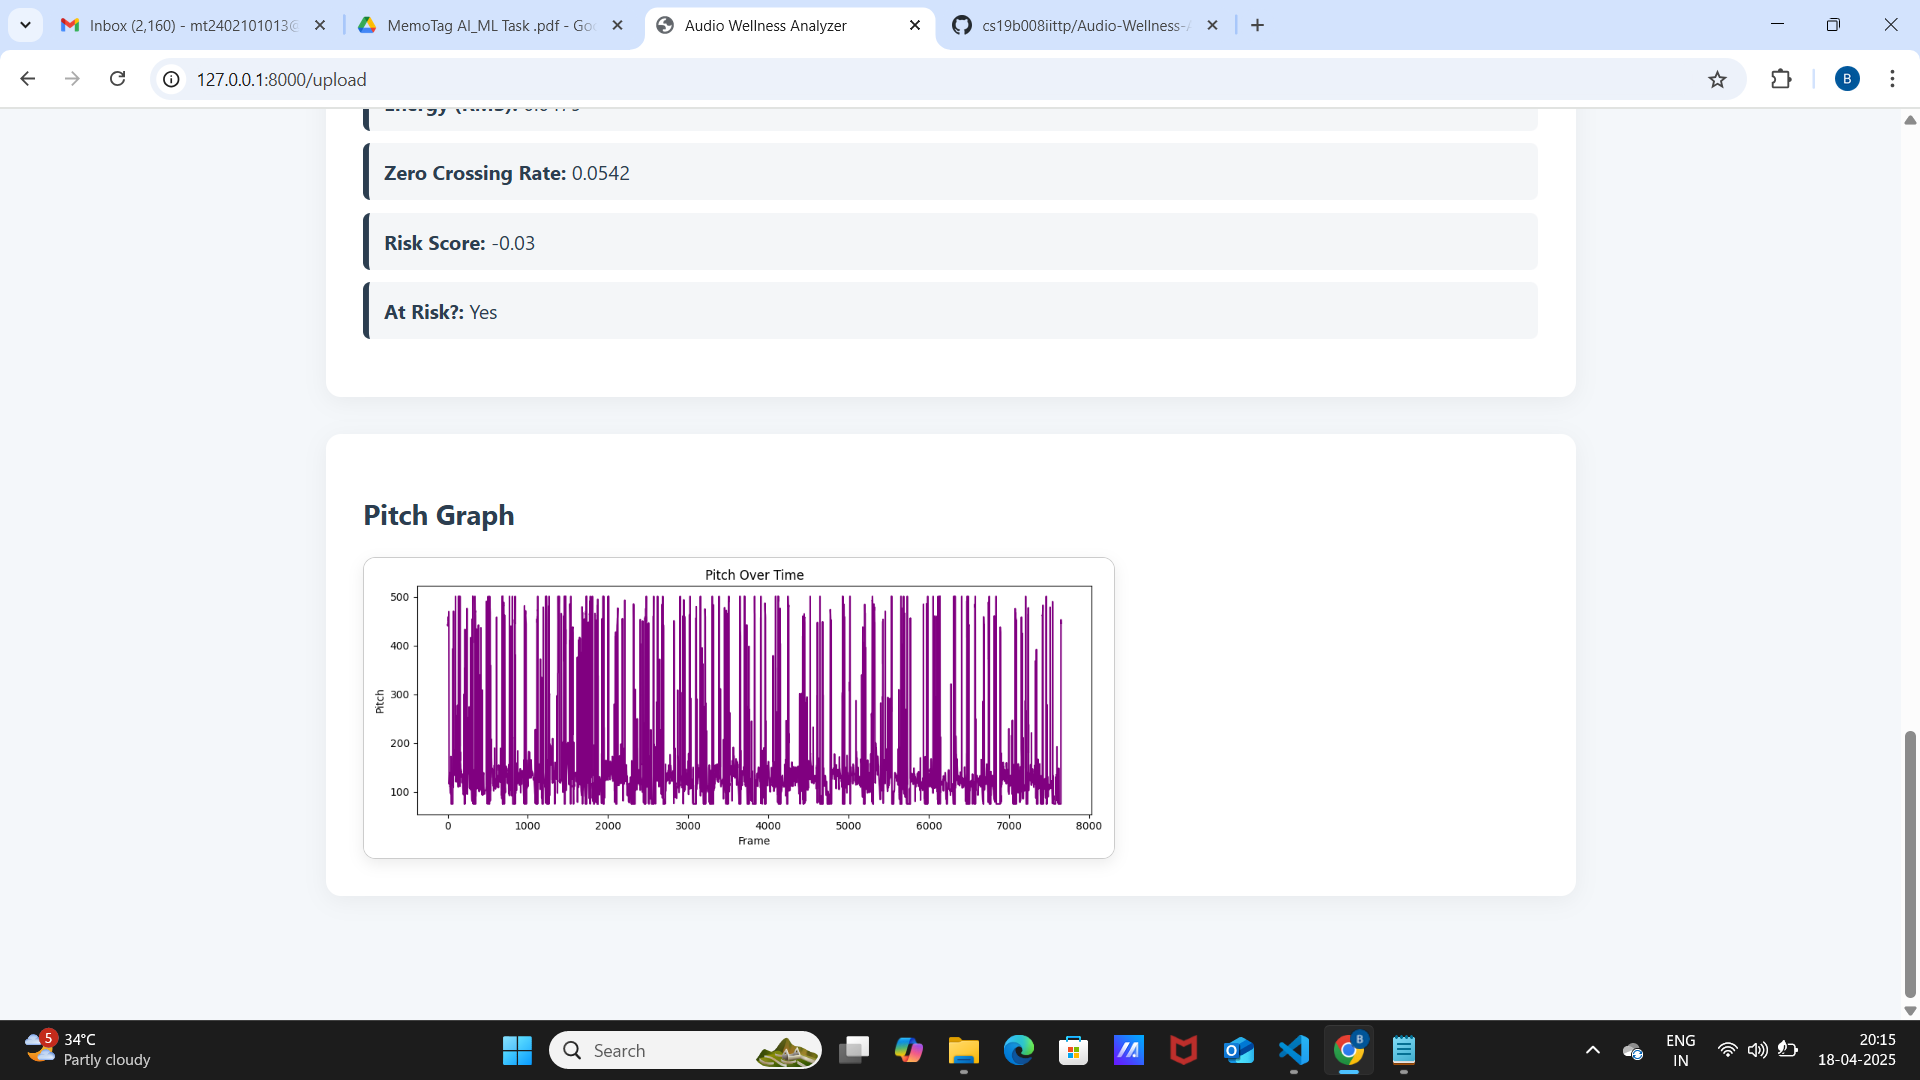 Inbox (2,160) - mt2402101013@
MemoTag AI_ML Task .pdf - Goo
Audio Wellness Analyzer
cs19b008iittp/Audio-Wellness-A
127.0.0.1:8000/upload
B
Zero Crossing Rate: 0.0542
Risk Score: -0.03
At Risk?: Yes
Pitch Graph
Pitch Over Time
500
400
300
200
100
Pitch
0 1000 2000 3000 4000 5000 6000 7000 8000
Frame
5
34°C
Partly cloudy
Search
B
ENG
IN
20:15
18-04-2025